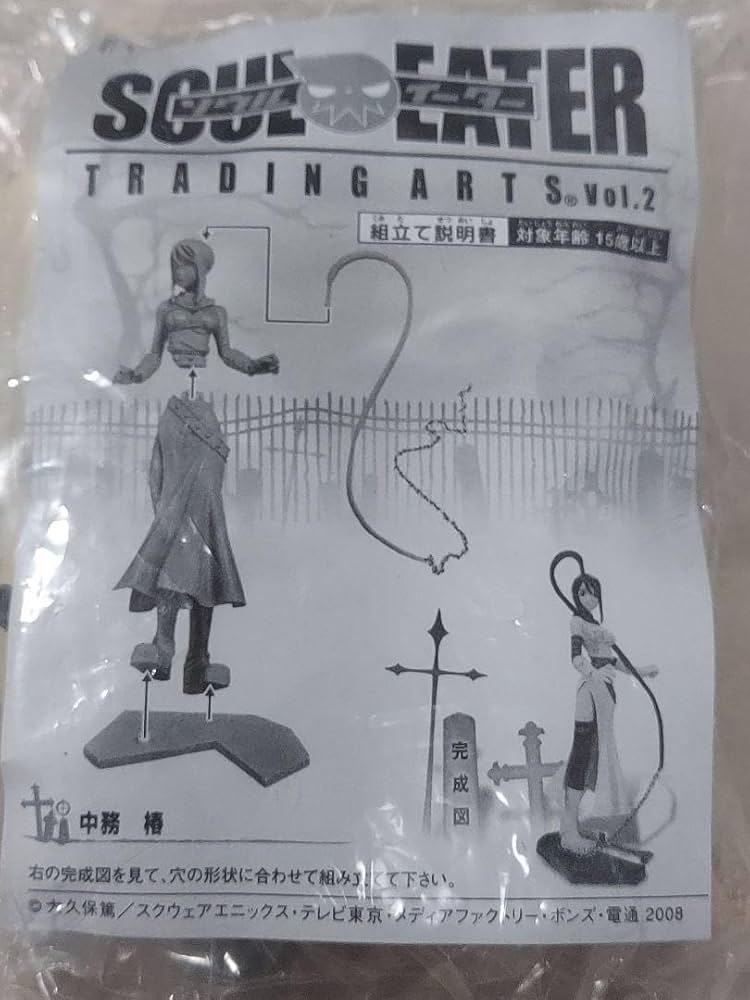 SOUL EATER
ソウルイーター
TRADING ARTS® Vol.2
組立て説明書
対象年齢 15歳以上
完成図
中務 椿
右の完成図を見て、穴の形状に合わせて組み立てて下さい。
©大久保篤／スクウェアエニックス・テレビ東京・メディアファクトリー・ボンズ・電通 2008